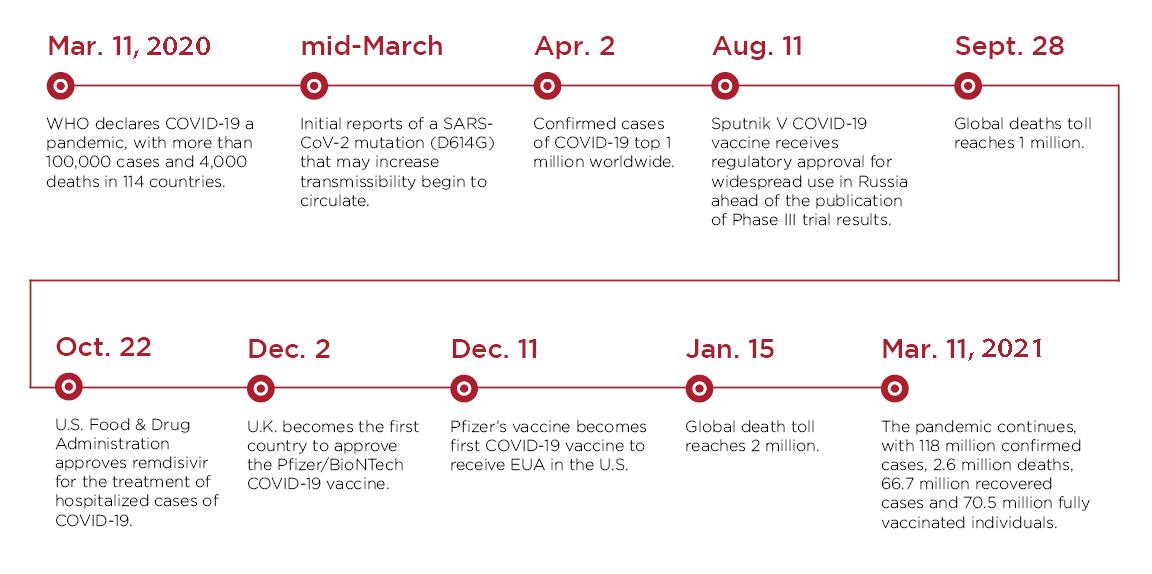 Mar. 11, 2020
WHO declares COVID-19 a
pandemic, with more than
100,000 cases and 4,000
deaths in 114 countries.
mid-March
Initial reports of a SARS-
CoV-2 mutation (D614G)
that may increase
transmissibility begin to
circulate.
Apr. 2
Confirmed cases
of COVID-19 top 1
million worldwide.
Aug. 11
Sputnik V COVID-19
vaccine receives
regulatory approval for
widespread use in Russia
ahead of the publication
of Phase III trial results.
Sept. 28
Global deaths toll
reaches 1 million.
Oct. 22
U.S. Food & Drug
Administration
approves remdisivir
for the treatment of
hospitalized cases of
COVID-19.
Dec. 2
U.K. becomes the first
country to approve
the Pfizer/BioNTech
COVID-19 vaccine.
Dec. 11
Pfizer's vaccine becomes
first COVID-19 vaccine to
receive EUA in the U.S.
Jan. 15
Global death toll
reaches 2 million.
Mar. 11, 2021
The pandemic continues,
with 118 million confirmed
cases, 2.6 million deaths,
66.7 million recovered
cases and 70.5 million fully
vaccinated individuals.